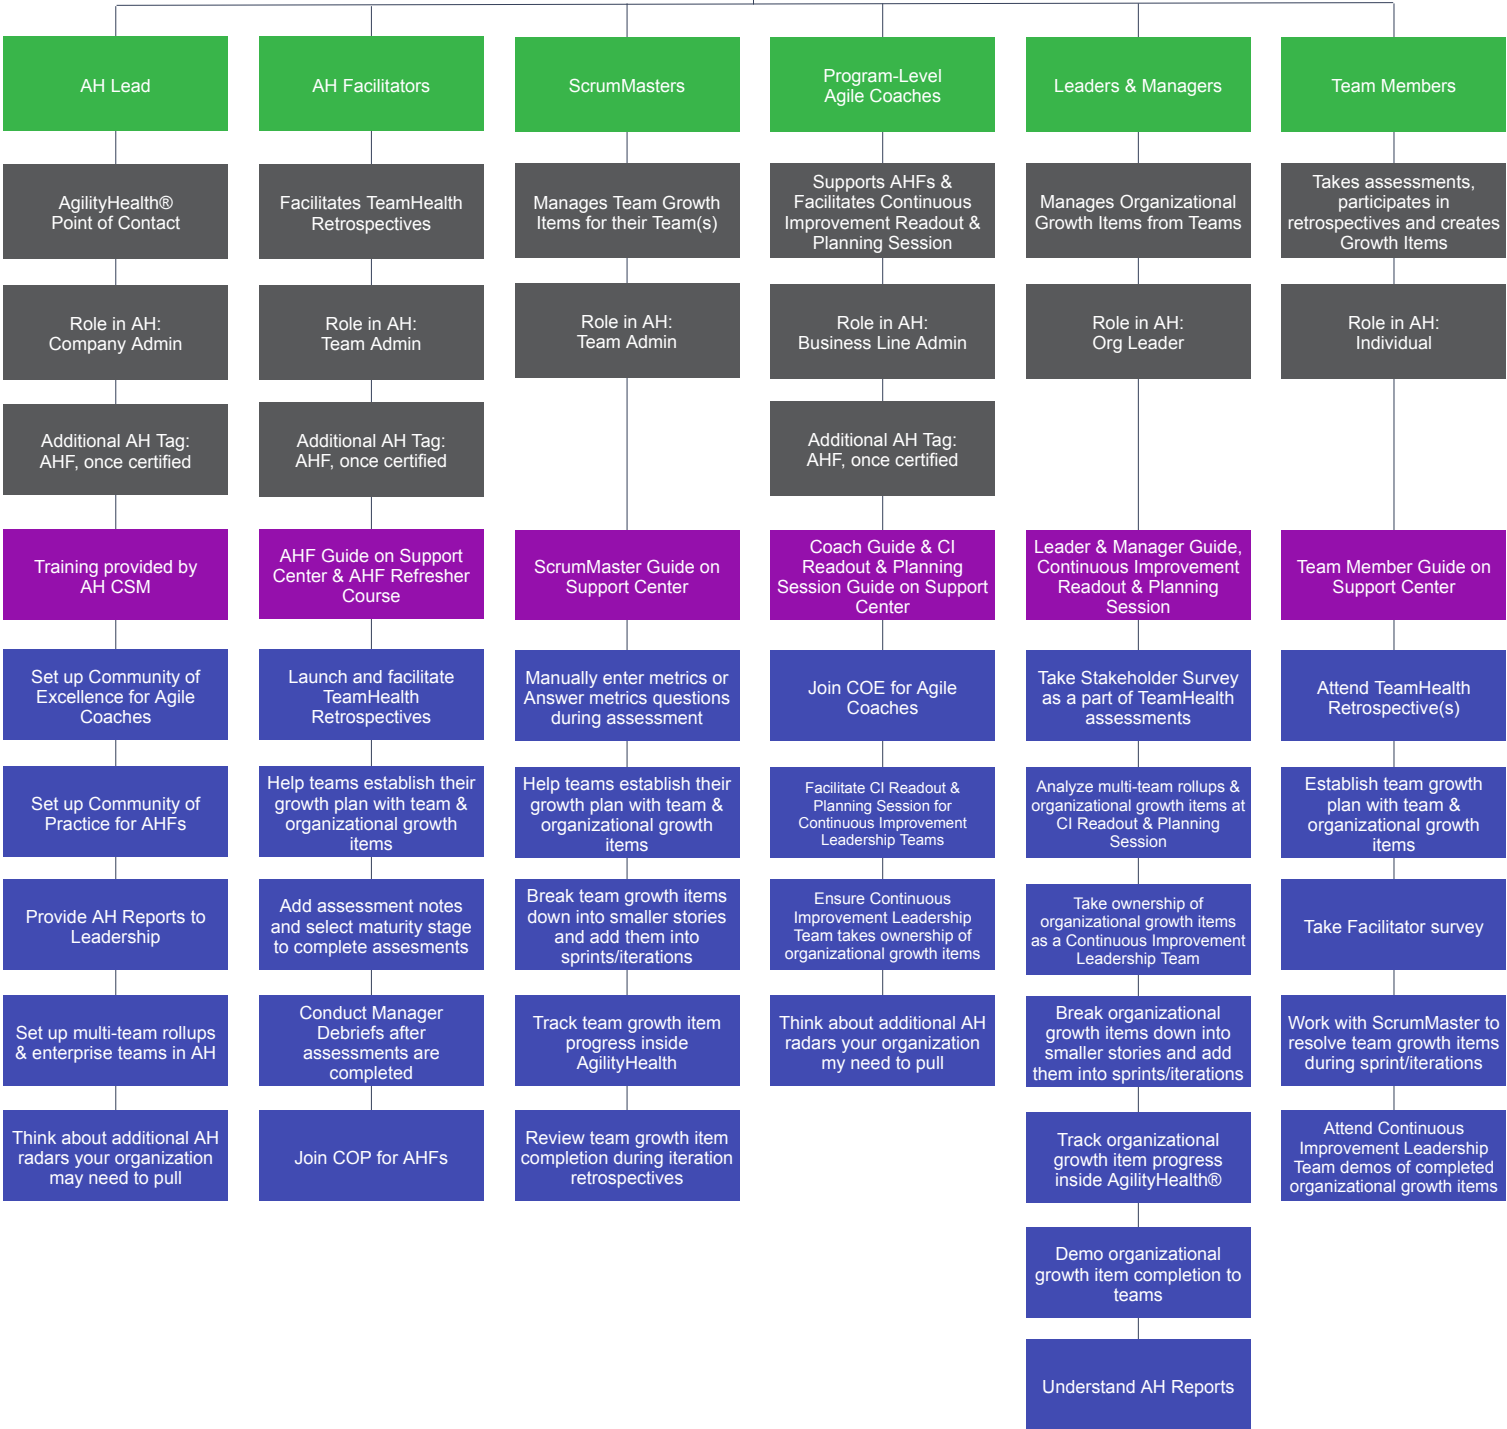 AH Lead
AgilityHealth®
Point of Contact
Role in AH:
Company Admin
Additional AH Tag:
AHF, once certified
Training provided by
AH CSM
Set up Community of
Excellence for Agile
Coaches
Set up Community of
Practice for AHFs
Provide AH Reports to
Leadership
Set up multi-team rollups
& enterprise teams in AH
Think about additional AH
radars your organization
may need to pull
AH Facilitators
Facilitates TeamHealth
Retrospectives
Role in AH:
Team Admin
Additional AH Tag:
AHF, once certified
AHF Guide on Support
Center & AHF Refresher
Course
Launch and facilitate
TeamHealth
Retrospectives
Help teams establish their
growth plan with team &
organizational growth
items
Add assessment notes
and select maturity stage
to complete assesments
Conduct Manager
Debriefs after
assessments are
completed
Join COP for AHFs
ScrumMasters
Manages Team Growth
Items for their Team(s)
Role in AH:
Team Admin
ScrumMaster Guide on
Support Center
Manually enter metrics or
Answer metrics questions
during assessment
Help teams establish their
growth plan with team &
organizational growth
items
Break team growth items
down into smaller stories
and add them into
sprints/iterations
Track team growth item
progress inside
AgilityHealth
Review team growth item
completion during iteration
retrospectives
Program-Level
Agile Coaches
Supports AHFs &
Facilitates Continuous
Improvement Readout &
Planning Session
Role in AH:
Business Line Admin
Additional AH Tag:
AHF, once certified
Coach Guide & CI
Readout & Planning
Session Guide on Support
Center
Join COE for Agile
Coaches
Facilitate CI Readout &
Planning Session for
Continuous Improvement
Leadership Teams
Ensure Continuous
Improvement Leadership
Team takes ownership of
organizational growth items
Think about additional AH
radars your organization
my need to pull
Leaders & Managers
Manages Organizational
Growth Items from Teams
Role in AH:
Org Leader
Leader & Manager Guide,
Continuous Improvement
Readout & Planning
Session
Take Stakeholder Survey
as a part of TeamHealth
assessments
Analyze multi-team rollups &
organizational growth items at
CI Readout & Planning
Session
Take ownership of
organizational growth items
as a Continuous Improvement
Leadership Team
Break organizational
growth items down into
smaller stories and add
them into sprints/iterations
Track organizational
growth item progress
inside AgilityHealth®
Demo organizational
growth item completion to
teams
Understand AH Reports
Team Members
Takes assessments,
participates in
retrospectives and creates
Growth Items
Role in AH:
Individual
Team Member Guide on
Support Center
Attend TeamHealth
Retrospective(s)
Establish team growth
plan with team &
organizational growth
items
Take Facilitator survey
Work with ScrumMaster to
resolve team growth items
during sprint/iterations
Attend Continuous
Improvement Leadership
Team demos of completed
organizational growth items